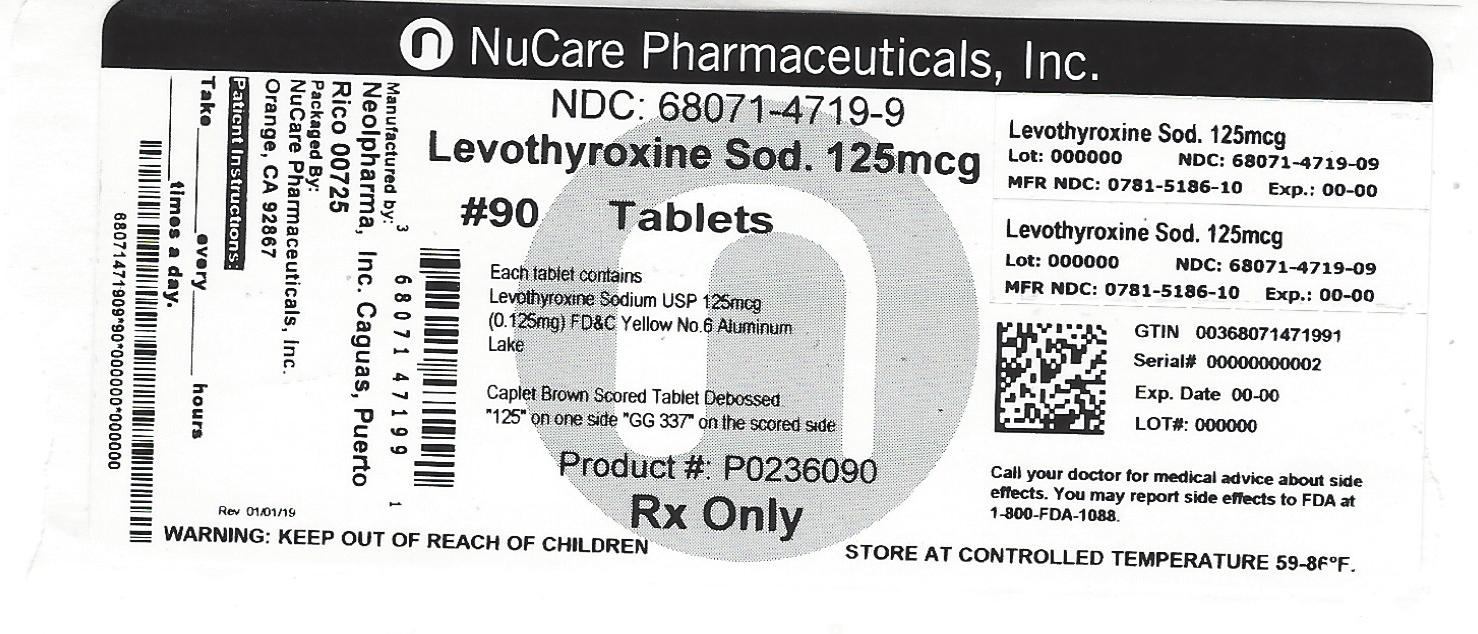 NuCare Pharmaceuticals, Inc.
NDC: 68071-4719-9
Levothyroxine Sod. 125mcg
#90 Tablets
Each tablet contains
Levothyroxine Sodium USP 125mcg
(0.125mg) FD&C Yellow No.6 Aluminum
Lake
Caplet Brown Scored Tablet Debossed
"125" on one side "GG 337" on the scored side
Product #: P0236090
Rx Only
Manufactured by:
Neolpharma, Inc. Caguas, Puerto
Rico 00725
Packaged By:
NuCare Pharmaceuticals, Inc.
Orange, CA 92867
Patient Instructions:
Take______every______ hours
______times a day.
68071471909*90*000000*000000
3 68071 47199 1
Rev 01/01/19
WARNING: KEEP OUT OF REACH OF CHILDREN
Levothyroxine Sod. 125mcg
Lot: 000000 NDC: 68071-4719-09
MFR NDC: 0781-5186-10 Exp.: 00-00
Levothyroxine Sod. 125mcg
Lot: 000000 NDC: 68071-4719-09
MFR NDC: 0781-5186-10 Exp.: 00-00
GTIN 00368071471991
Serial# 00000000002
Exp. Date 00-00
LOT#: 000000
Call your doctor for medical advice about side
effects. You may report side effects to FDA at
1-800-FDA-1088.
STORE AT CONTROLLED TEMPERATURE 59-86°F.